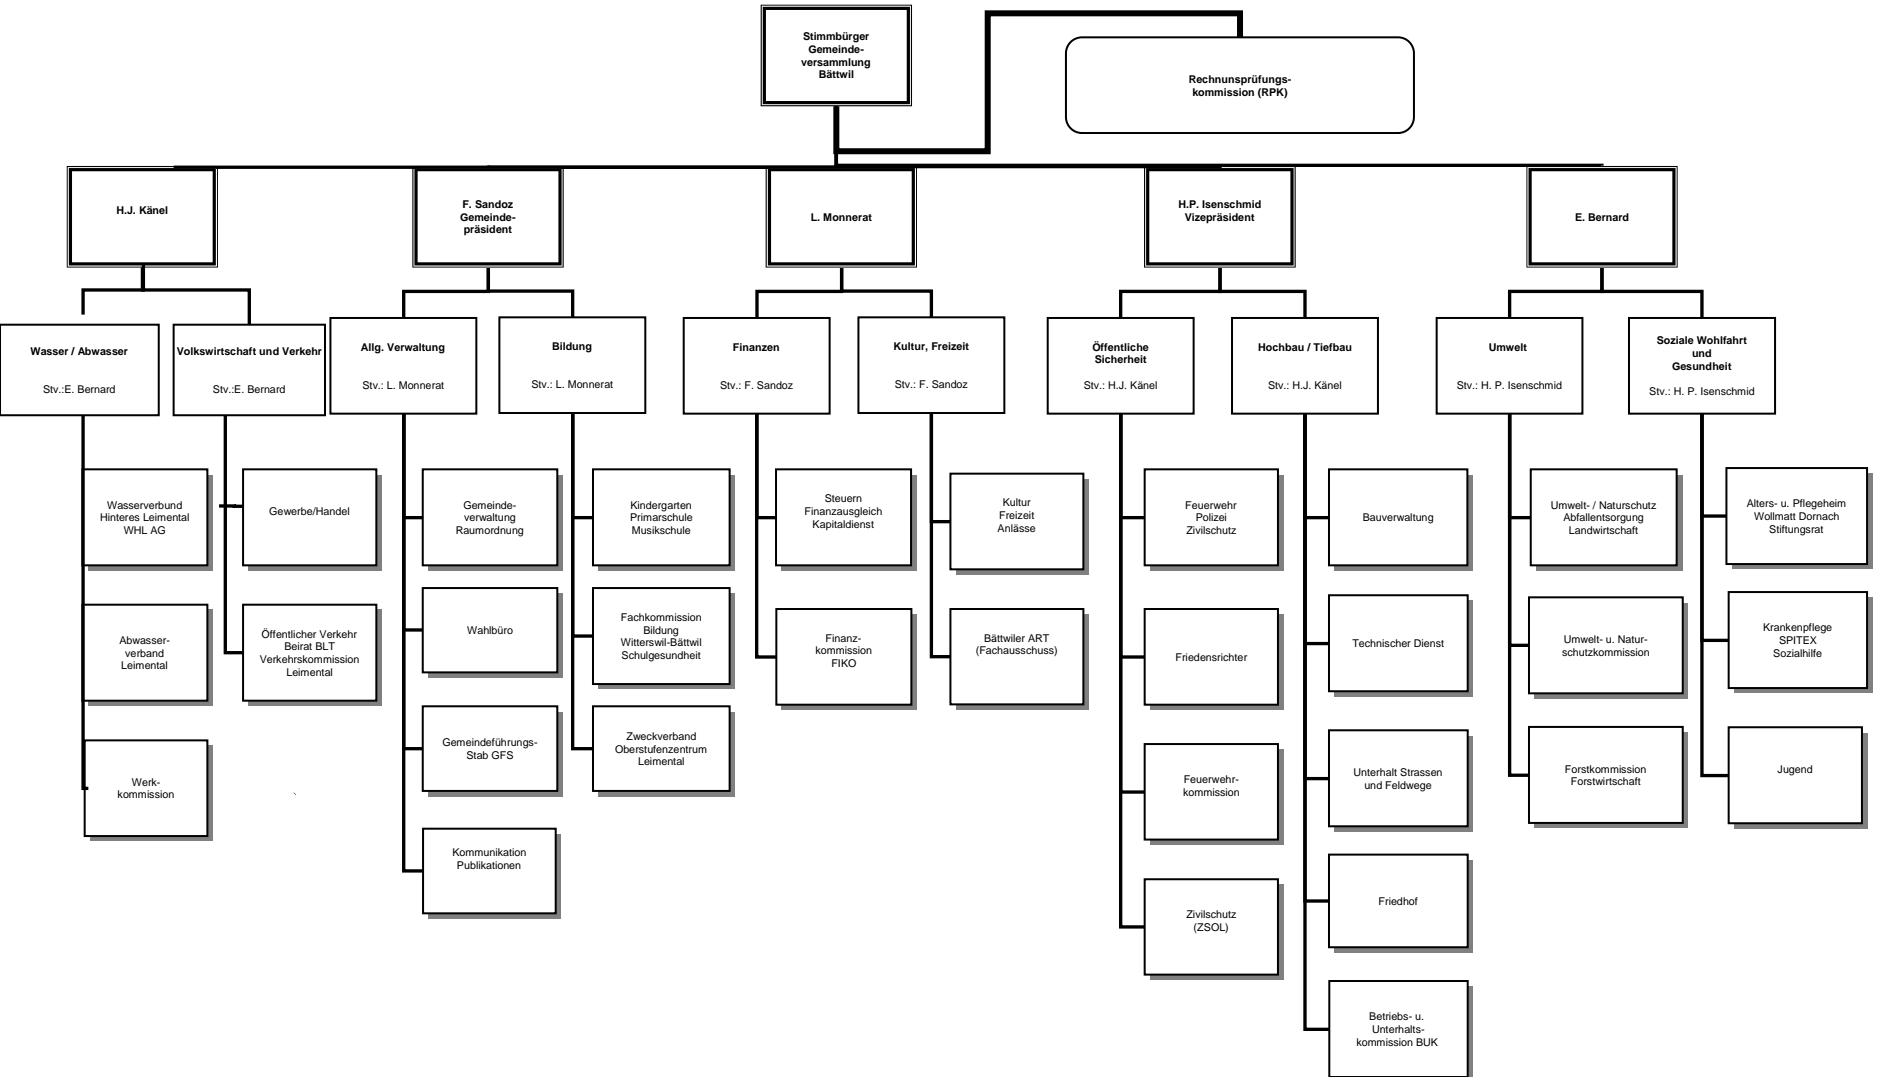 Stimmbürger
Gemeinde-
versammlung
Bättwil
Rechnunsprüfungs-
kommission (RPK)
H.J. Känel
F. Sandoz
Gemeinde-
präsident
L. Monnerat
H.P. Isenschmid
Vizepräsident
E. Bernard
Wasser / Abwasser
Stv.:E. Bernard
Volkswirtschaft und Verkehr
Stv.:E. Bernard
Allg. Verwaltung
Stv.: L. Monnerat
Bildung
Stv.: L. Monnerat
Finanzen
Stv.: F. Sandoz
Kultur, Freizeit
Stv.: F. Sandoz
Öffentliche
Sicherheit
Stv.: H.J. Känel
Hochbau / Tiefbau
Stv.: H.J. Känel
Umwelt
Stv.: H. P. Isenschmid
Soziale Wohlfahrt
und
Gesundheit
Stv.: H. P. Isenschmid
Wasserverbund
Hinteres Leimental
WHL AG
Abwasser-
verband
Leimental
Werk-
kommission
Gewerbe/Handel
Öffentlicher Verkehr
Beirat BLT
Verkehrskommission
Leimental
Gemeinde-
verwaltung
Raumordnung
Wahlbüro
Gemeindeführungs-
Stab GFS
Kommunikation
Publikationen
Kindergarten
Primarschule
Musikschule
Fachkommission
Bildung
Witterswil-Bättwil
Schulgesundheit
Zweckverband
Oberstufenzentrum
Leimental
Steuern
Finanzausgleich
Kapitaldienst
Finanz-
kommission
FIKO
Kultur
Freizeit
Anlässe
Bättwiler ART
(Fachausschuss)
Feuerwehr
Polizei
Zivilschutz
Friedensrichter
Feuerwehr-
kommission
Zivilschutz
(ZSOL)
Bauverwaltung
Technischer Dienst
Unterhalt Strassen
und Feldwege
Friedhof
Betriebs- u.
Unterhalts-
kommission BUK
Umwelt- / Naturschutz
Abfallentsorgung
Landwirtschaft
Umwelt- u. Natur-
schutzkommission
Forstkommission
Forstwirtschaft
Alters- u. Pflegeheim
Wollmatt Dornach
Stiftungsrat
Krankenpflege
SPITEX
Sozialhilfe
Jugend